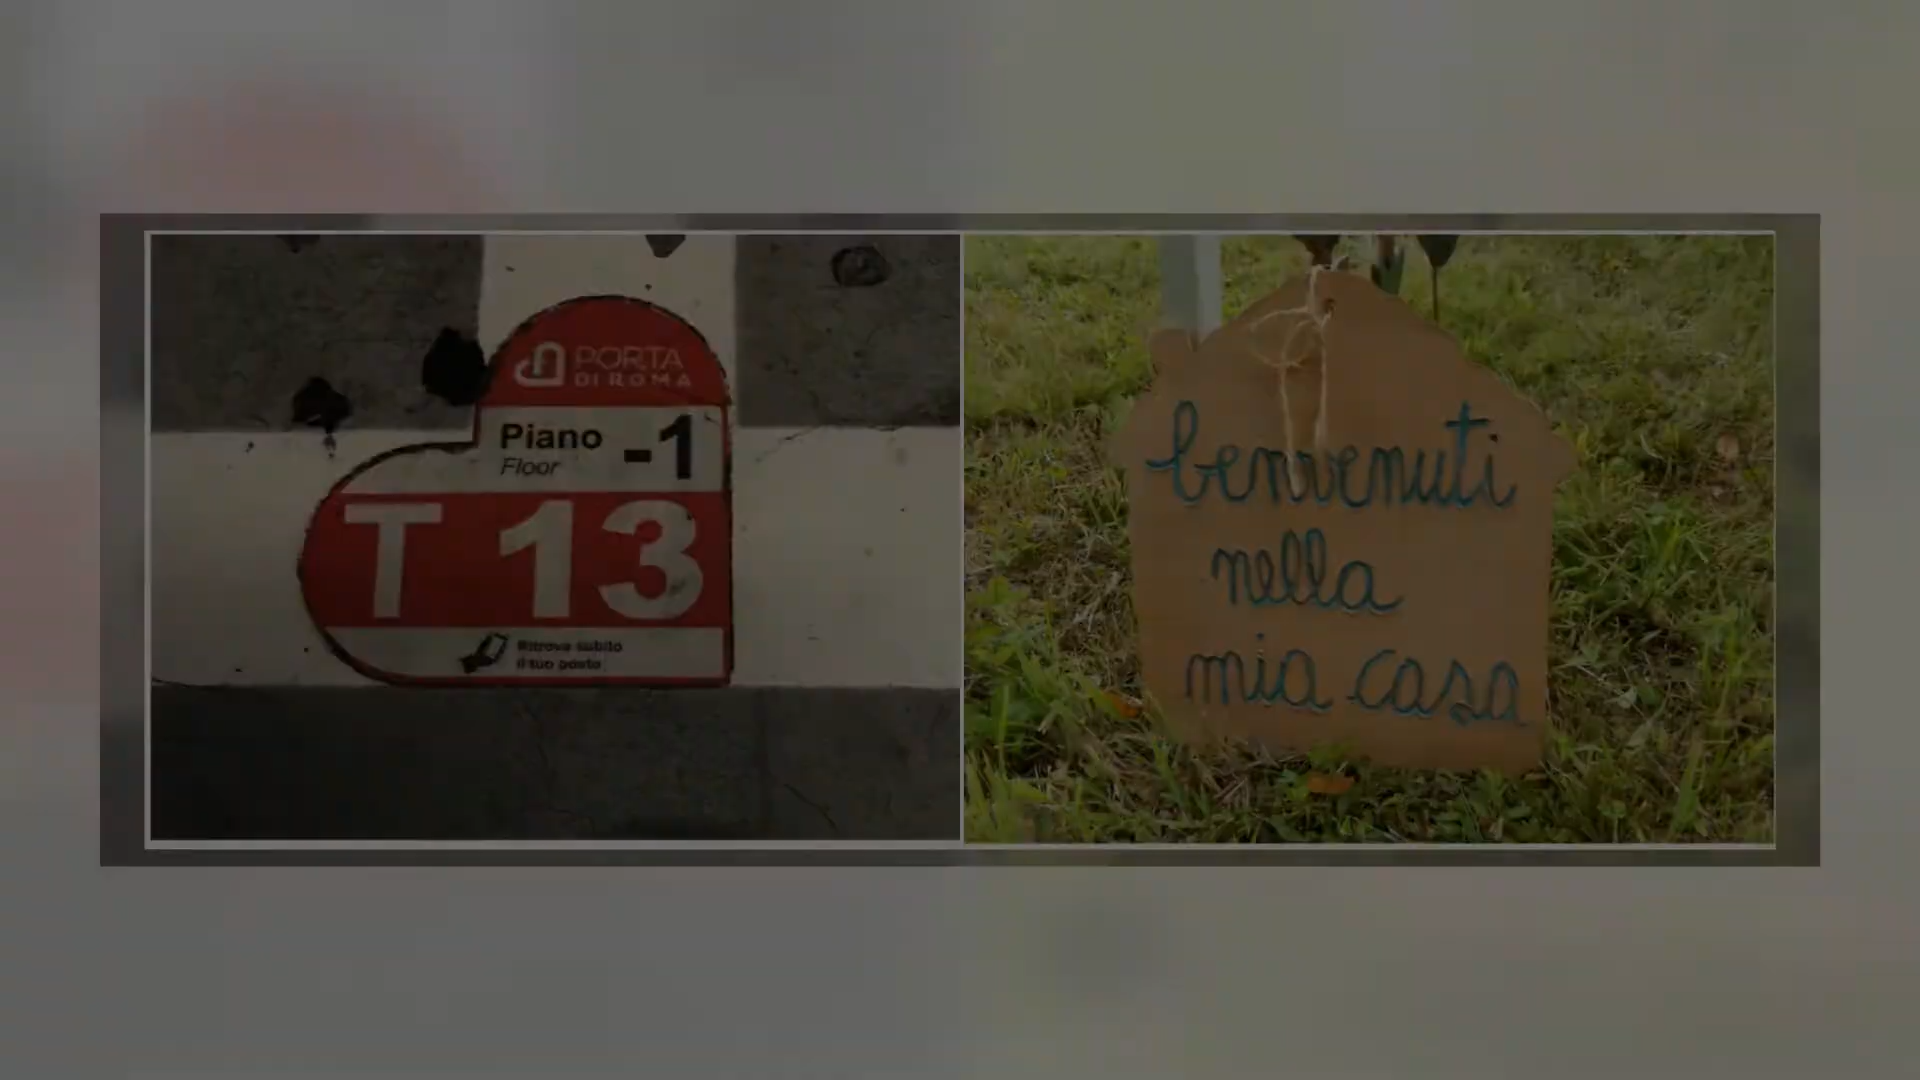 PORTA
DI ROMA
Piano -1
Floor
T 13
Ritrova subito
il tuo posto
benvenuti
nella
mia casa